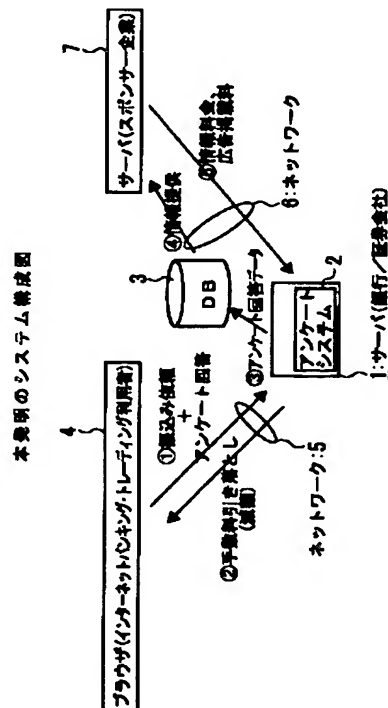 本発明のシステム構成図
4
ブラウザ(インターネットバンキング・トレーディング利用者)
①振込み依頼
+
アンケート回答
②手数料引き落とし
(減額)
ネットワーク:5
3
DB
③アンケート回答データ
2
アンケート
システム
1:サーバ(銀行/証券会社)
7
サーバ(スポンサー企業)
④情報提供
⑤情報料金、
広告掲載料
6:ネットワーク